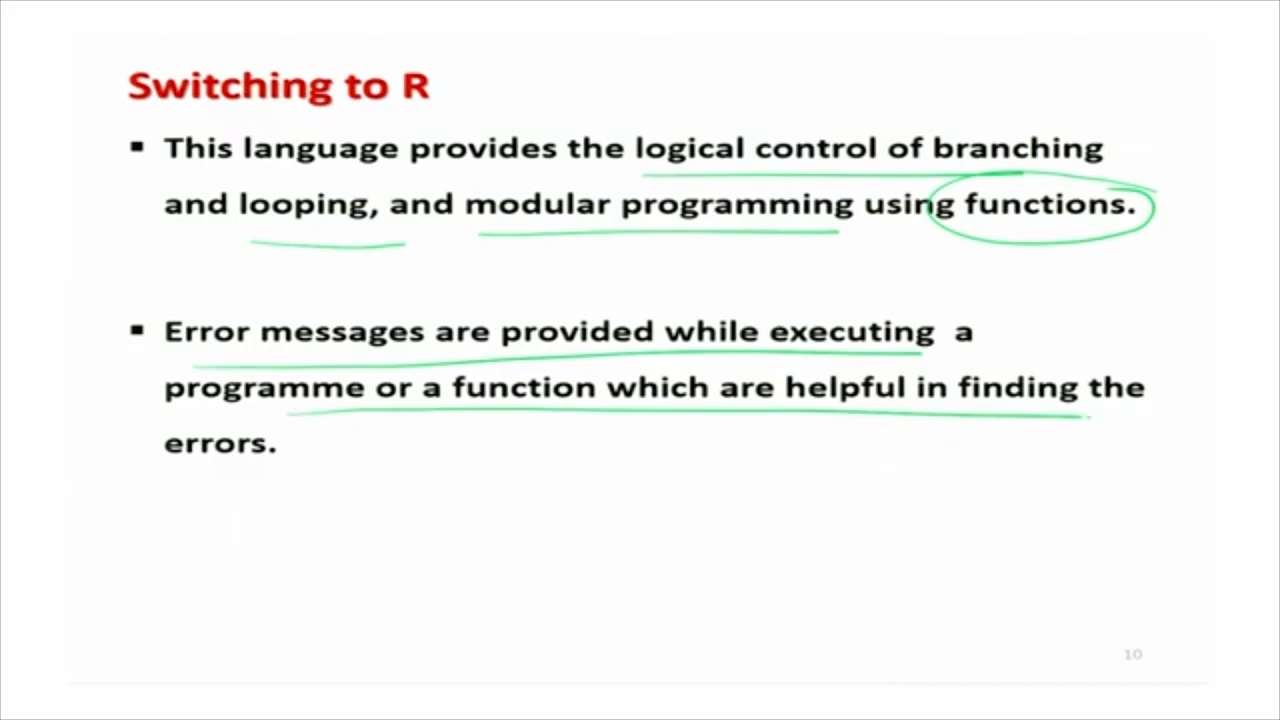 Switching to R
▪ This language provides the logical control of branching
and looping, and modular programming using functions.
▪ Error messages are provided while executing a
programme or a function which are helpful in finding the
errors.
10